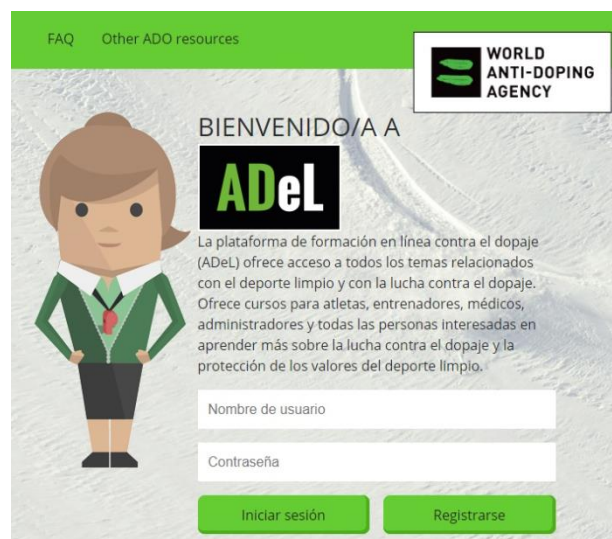 FAQ Other ADO resources
WORLD
ANTI-DOPING
AGENCY
BIENVENIDO/A A
ADeL
La plataforma de formación en línea contra el dopaje
(ADeL) ofrece acceso a todos los temas relacionados
con el deporte limpio y con la lucha contra el dopaje.
Ofrece cursos para atletas, entrenadores, médicos,
administradores y todas las personas interesadas en
aprender más sobre la lucha contra el dopaje y la
protección de los valores del deporte limpio.
Nombre de usuario
Contraseña
Iniciar sesión Registrarse